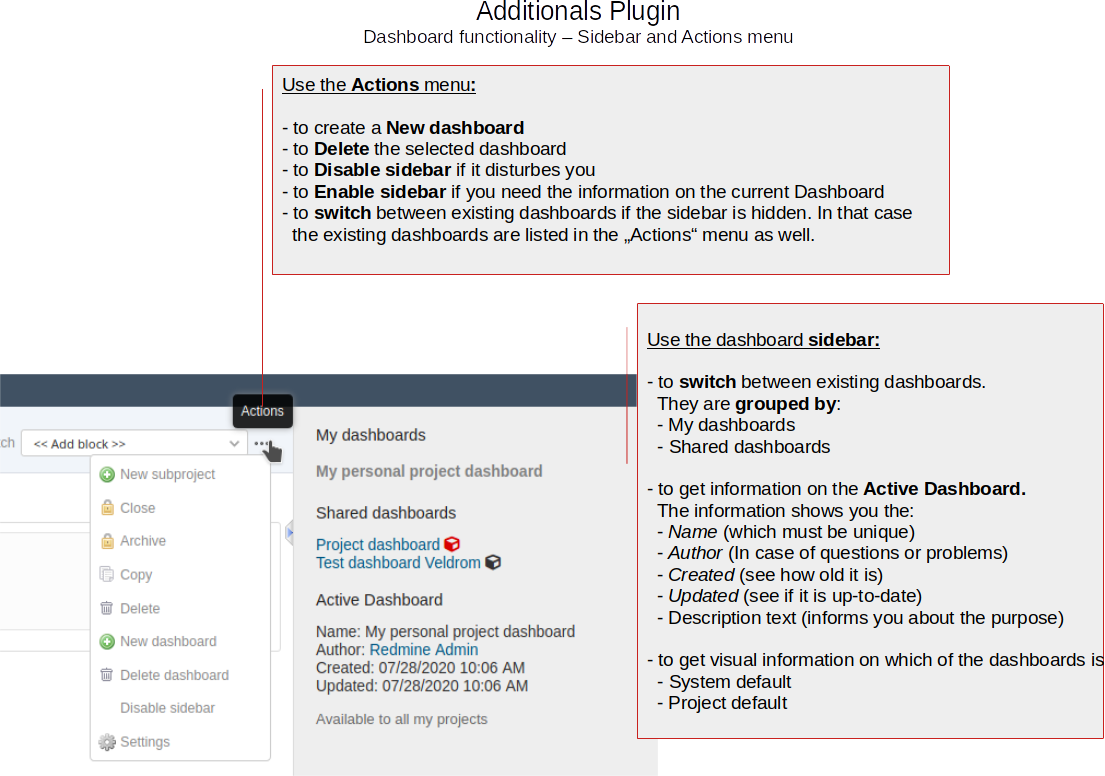 Additionals Plugin
Dashboard functionality – Sidebar and Actions menu
Use the Actions menu:
- to create a New dashboard
- to Delete the selected dashboard
- to Disable sidebar if it disturbes you
- to Enable sidebar if you need the information on the current Dashboard
- to switch between existing dashboards if the sidebar is hidden. In that case
the existing dashboards are listed in the „Actions“ menu as well.
Use the dashboard sidebar:
- to switch between existing dashboards.
They are grouped by:
- My dashboards
- Shared dashboards
- to get information on the Active Dashboard.
The information shows you the:
- Name (which must be unique)
- Author (In case of questions or problems)
- Created (see how old it is)
- Updated (see if it is up-to-date)
- Description text (informs you about the purpose)
- to get visual information on which of the dashboards is
- System default
- Project default
Actions
ch
<< Add block >>
New subproject
Close
Archive
Copy
Delete
New dashboard
Delete dashboard
Disable sidebar
Settings
My dashboards
My personal project dashboard
Shared dashboards
Project dashboard
Test dashboard Veldrom
Active Dashboard
Name: My personal project dashboard
Author: Redmine Admin
Created: 07/28/2020 10:06 AM
Updated: 07/28/2020 10:06 AM
Available to all my projects